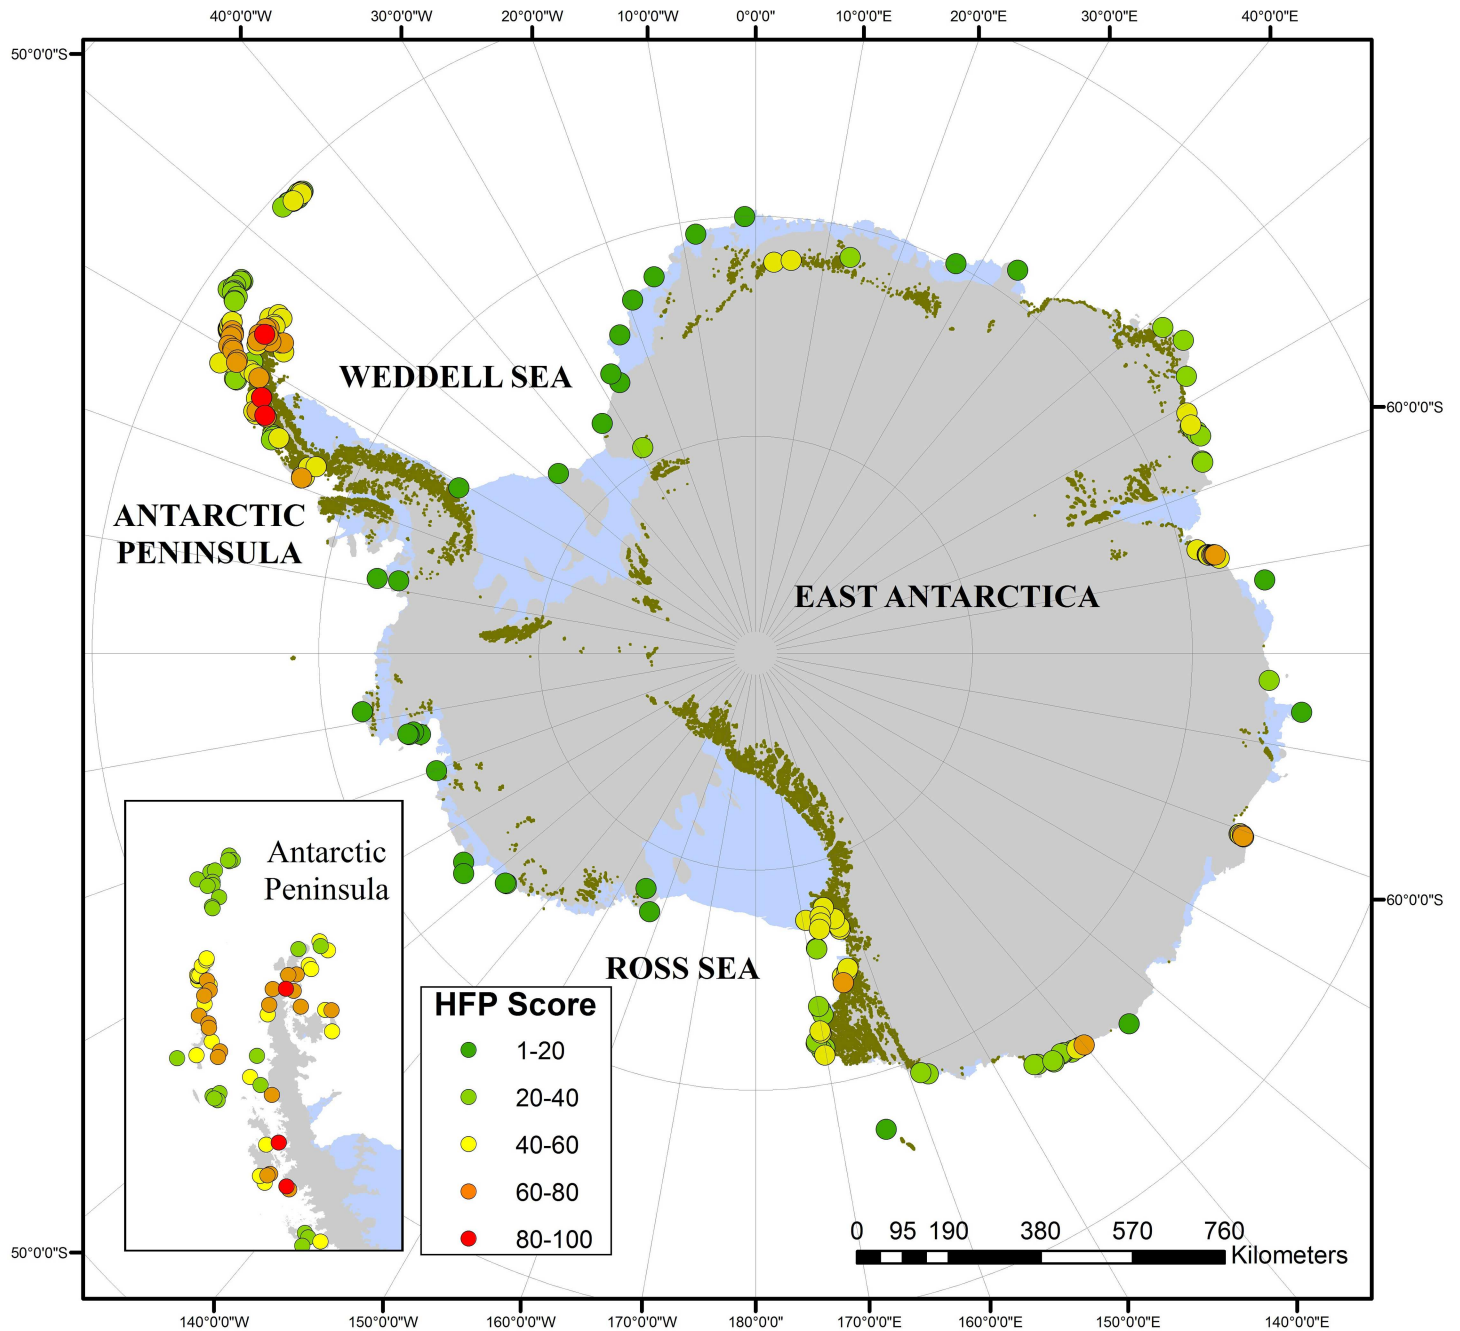 40°0'0"W
30°0'0"W
20°0'0"W
10°0'0"W
0°0'0"
10°0'0"E
20°0'0"E
30°0'0"E
40°0'0"E
50°0'0"S
WEDDELL SEA
60°0'0"S
ANTARCTIC
PENINSULA
EAST ANTARCTICA
Antarctic
Peninsula
60°0'0"S
ROSS SEA
HFP Score
1-20
20-40
40-60
60-80
80-100
0 95 190 380 570 760
Kilometers
50°0'0"S
140°0'0"W
150°0'0"W
160°0'0"W
170°0'0"W
180°0'0"
170°0'0"E
160°0'0"E
150°0'0"E
140°0'0"E